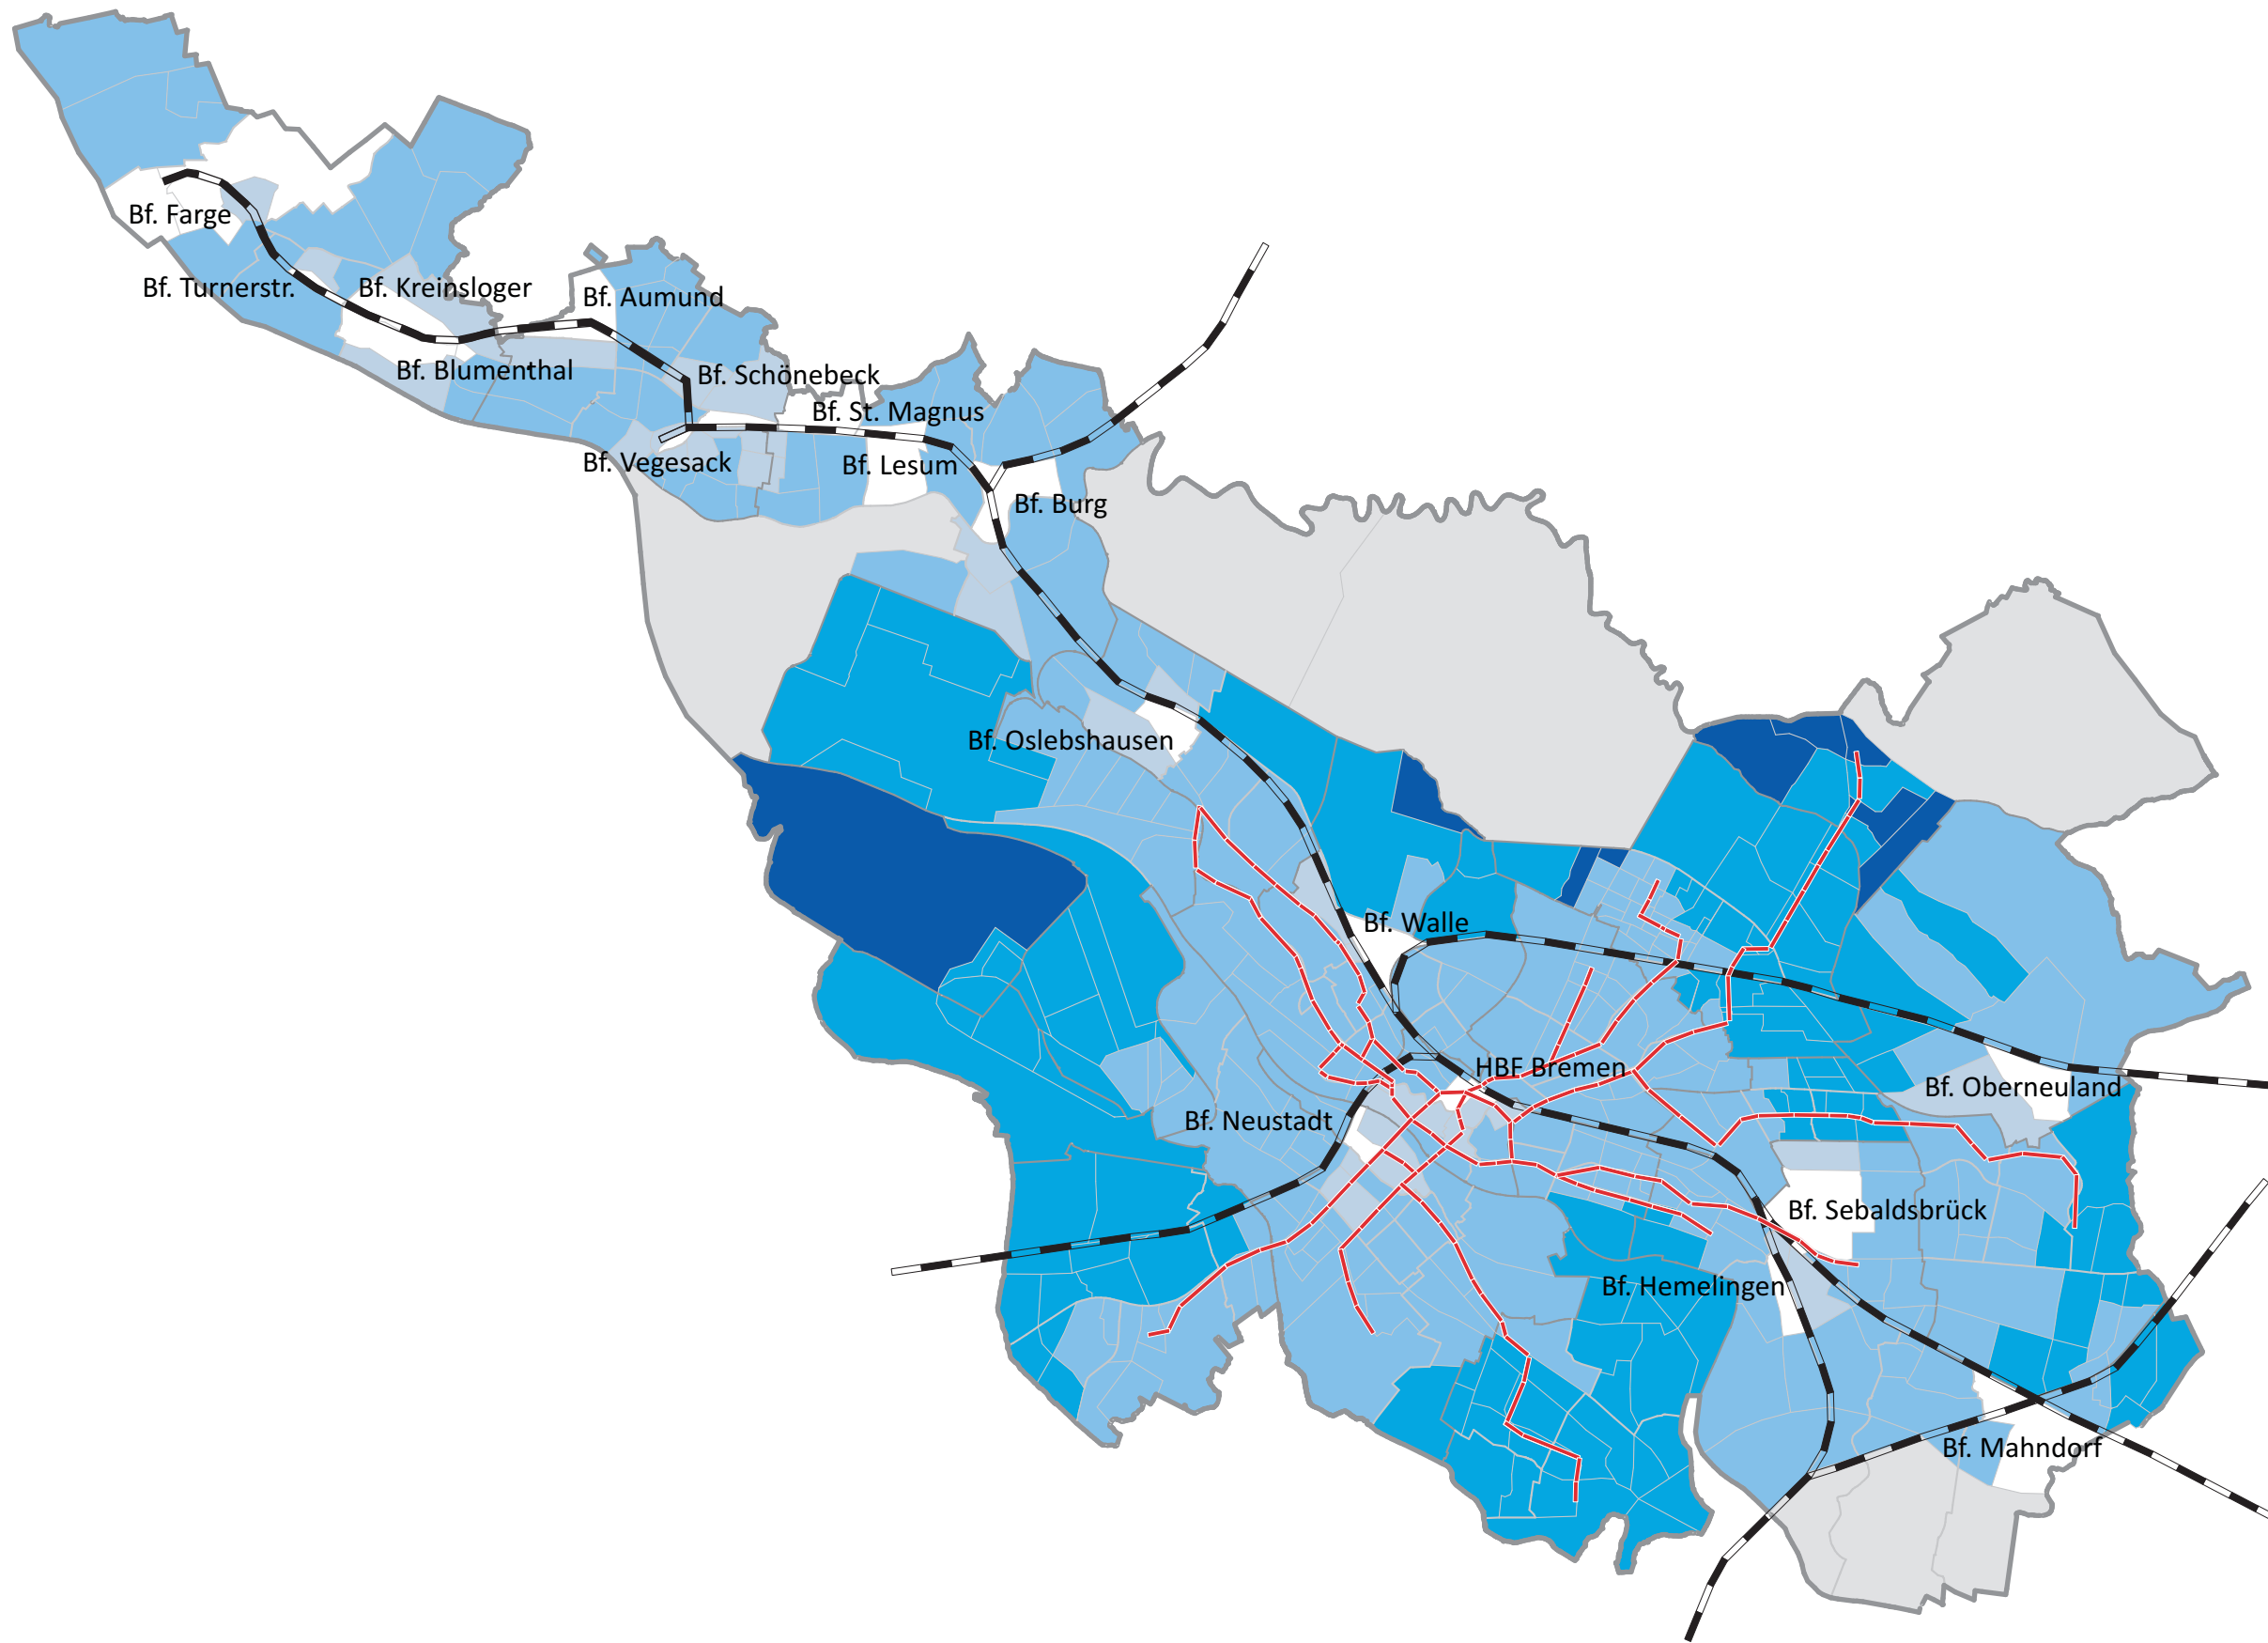 Bf. Farge
Bf. Turnerstr.
Bf. Kreinsloger
Bf. Aumund
Bf. Blumenthal
Bf. Schönebeck
Bf. St. Magnus
Bf. Vegesack
Bf. Lesum
Bf. Burg
Bf. Oslebshausen
Bf. Walle
HBF Bremen
Bf. Oberneuland
Bf. Neustadt
Bf. Sebaldsbrück
Bf. Hemelingen
Bf. Mahndorf